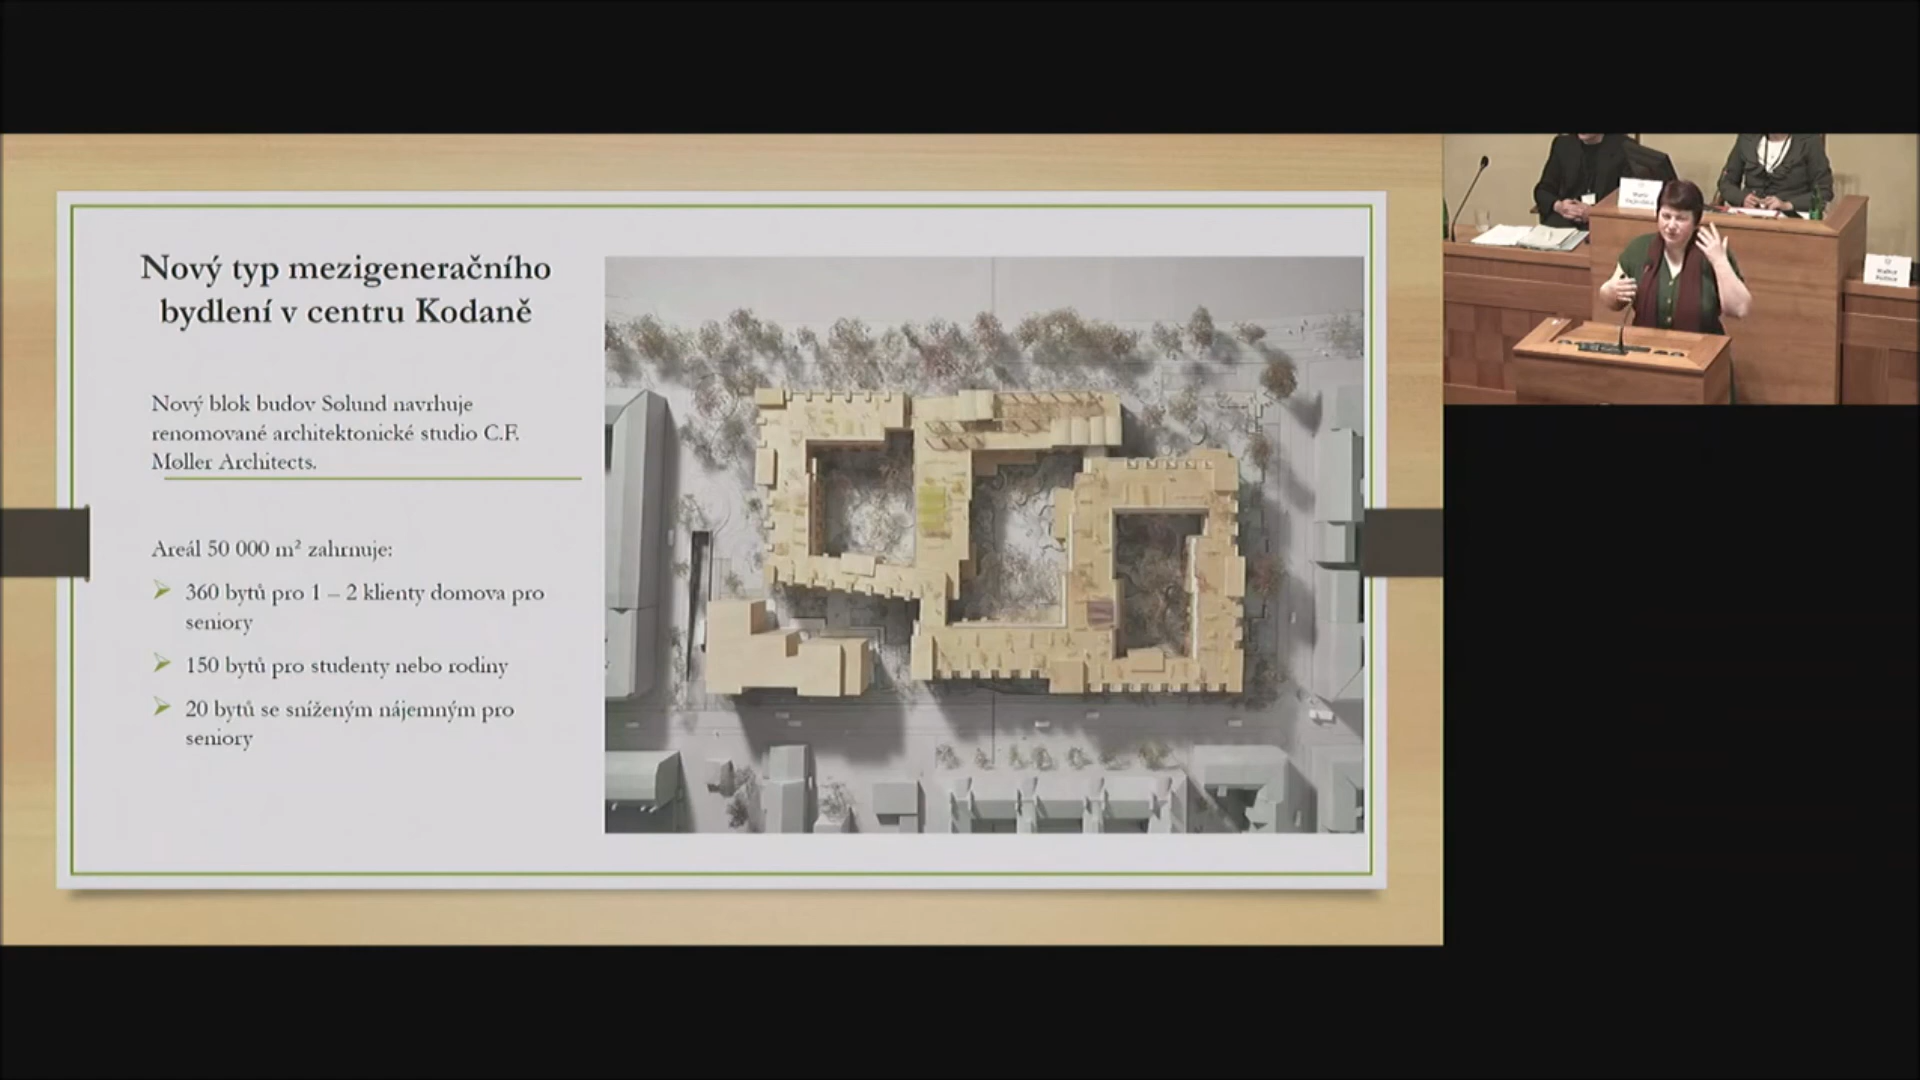 Nový typ mezigeneračního
bydlení v centru Kodaně
Nový blok budov Sølund navrhuje
renomované architektonické studio C.F.
Møller Architects.
Areál 50 000 m² zahrnuje:
360 bytů pro 1 – 2 klienty domova pro
seniory
150 bytů pro studenty nebo rodiny
20 bytů se sníženým nájemným pro
seniory